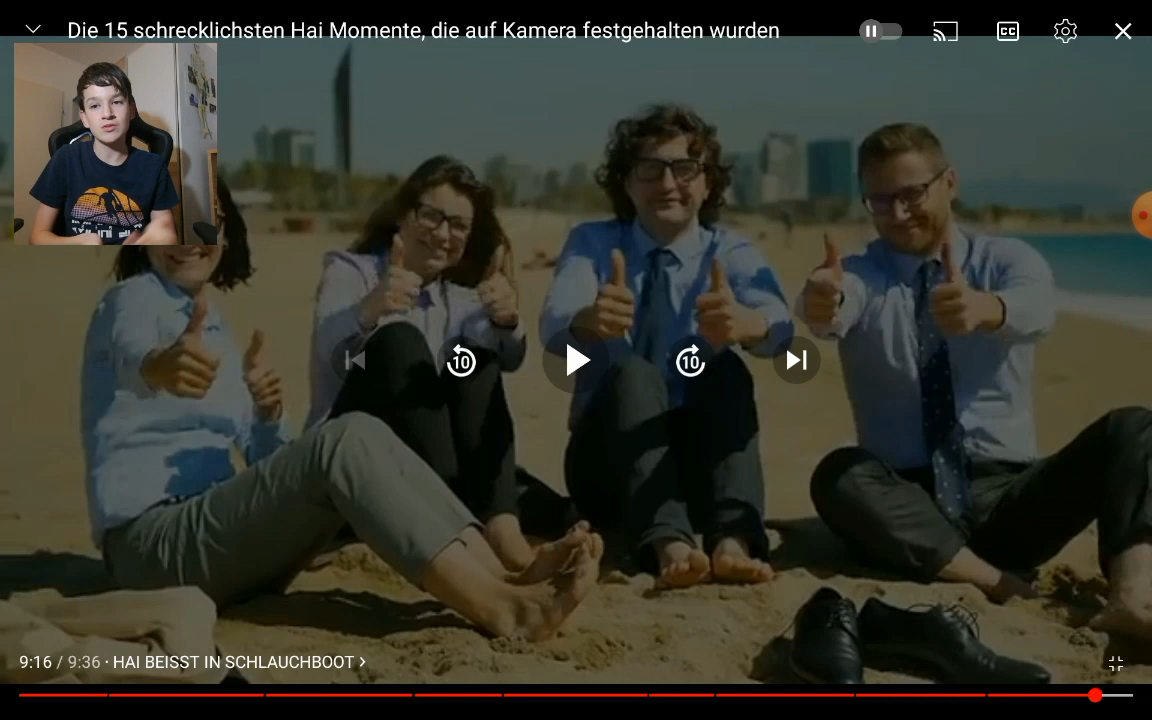 Die 15 schrecklichsten Hai Momente, die auf Kamera festgehalten wurden
CC
10
10
9:16 / 9:36 · HAI BEISST IN SCHLAUCHBOOT